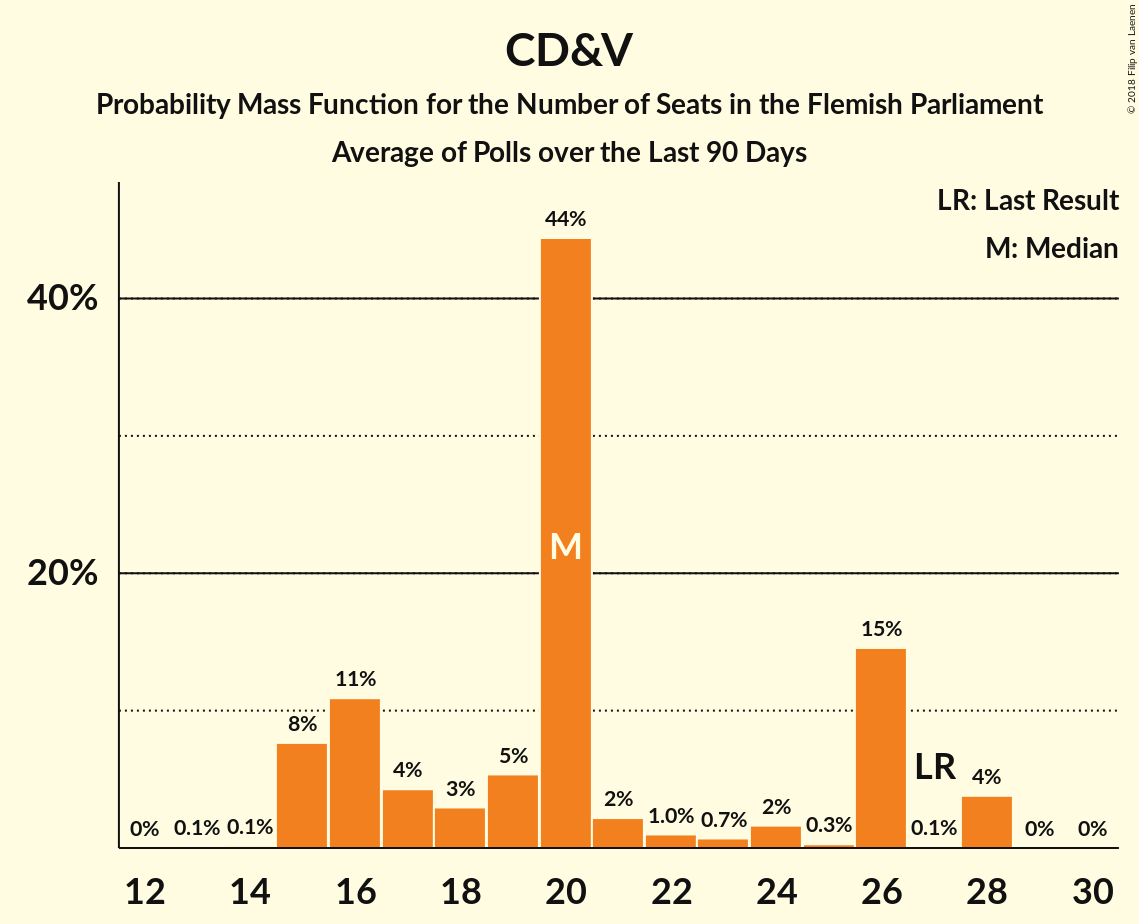 CD&V
Probability Mass Function for the Number of Seats in the Flemish Parliament
Average of Polls over the Last 90 Days
© 2018 Filip van Laenen
LR: Last Result
M: Median
40%
20%
0%
0.1%
0.1%
8%
11%
4%
3%
5%
44%
M
2%
1.0%
0.7%
2%
0.3%
15%
0.1%
LR
4%
0%
0%
12 14 16 18 20 22 24 26 28 30